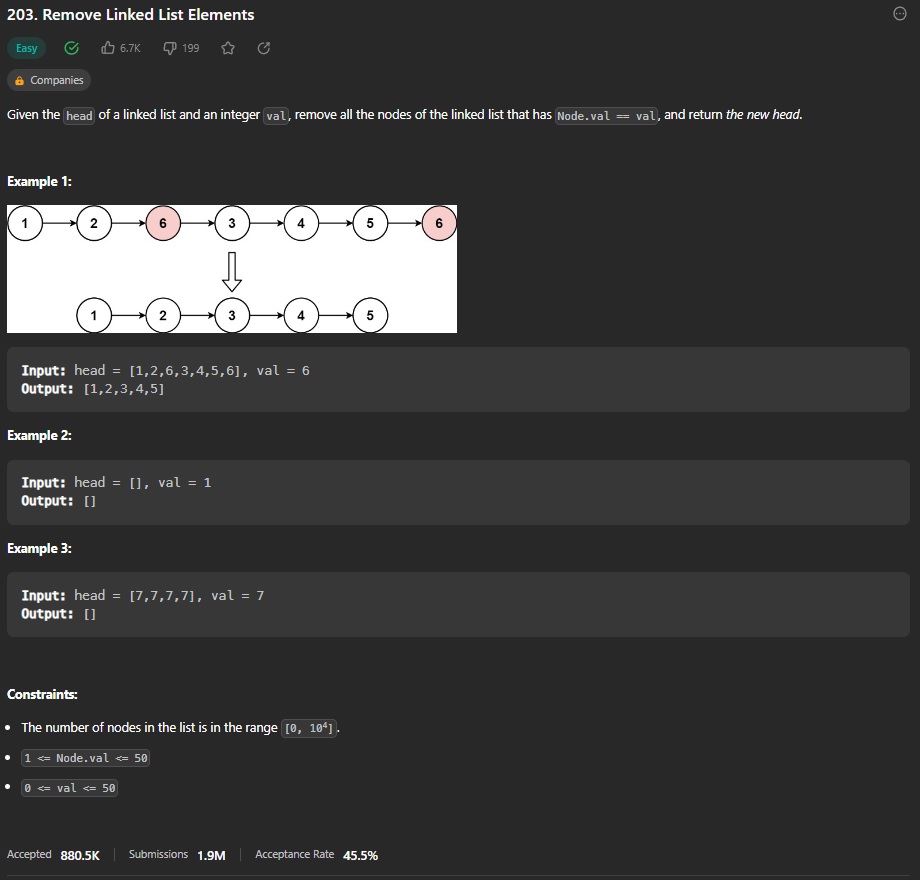 203. Remove Linked List Elements
Easy 6.7K 199
Companies
Given the head of a linked list and an integer val, remove all the nodes of the linked list that has Node.val == val, and return the new head.
Example 1:
1 2 6 3 4 5 6
1 2 3 4 5
Input: head = [1,2,6,3,4,5,6], val = 6
Output: [1,2,3,4,5]
Example 2:
Input: head = [], val = 1
Output: []
Example 3:
Input: head = [7,7,7,7], val = 7
Output: []
Constraints:
• The number of nodes in the list is in the range [0, 10⁴].
• 1 <= Node.val <= 50
• 0 <= val <= 50
Accepted 880.5K Submissions 1.9M Acceptance Rate 45.5%